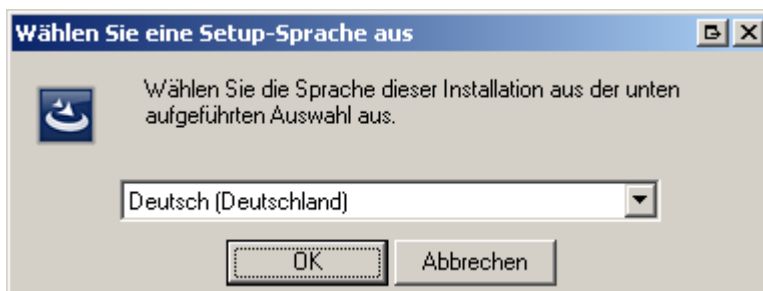 Wählen Sie eine Setup-Sprache aus
Wählen Sie die Sprache dieser Installation aus der unten
aufgeführten Auswahl aus.
Deutsch (Deutschland)
OK
Abbrechen